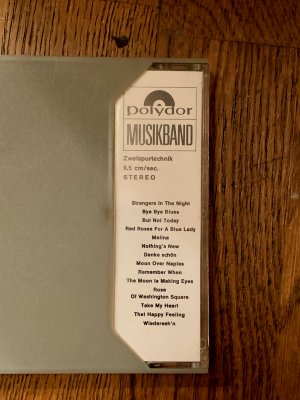 polydor
MUSIKBAND
Zweispurtechnik
9,5 cm/sec.
STEREO
Strangers In The Night
Bye Bye Blues
But Not Today
Red Roses For A Blue Lady
Melina
Nothing's New
Danke schön
Moon Over Naples
Remember When
The Moon Is Making Eyes
Rose
Of Washington Square
Take My Heart
That Happy Feeling
Wiederseh'n